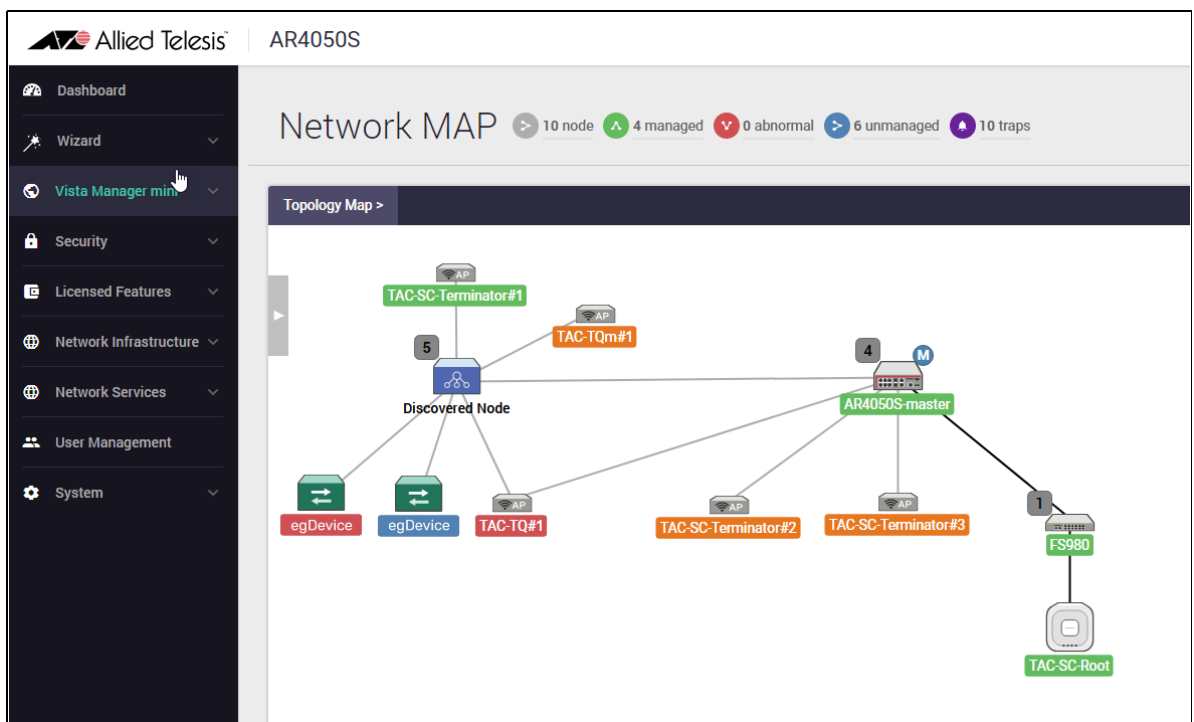 Allied Telesis AR4050S
Dashboard
Wizard
Vista Manager mini
Security
Licensed Features
Network Infrastructure
Network Services
User Management
System
Network MAP 10 node 4 managed 0 abnormal 6 unmanaged 10 traps
Topology Map >
AP
TAC-SC-Terminator#1
AP
TAC-TQm#1
5
Discovered Node
4 M
AR4050S-master
egDevice
egDevice
AP
TAC-TQ#1
AP
TAC-SC-Terminator#2
AP
TAC-SC-Terminator#3
1
FS980
TAC-SC-Root